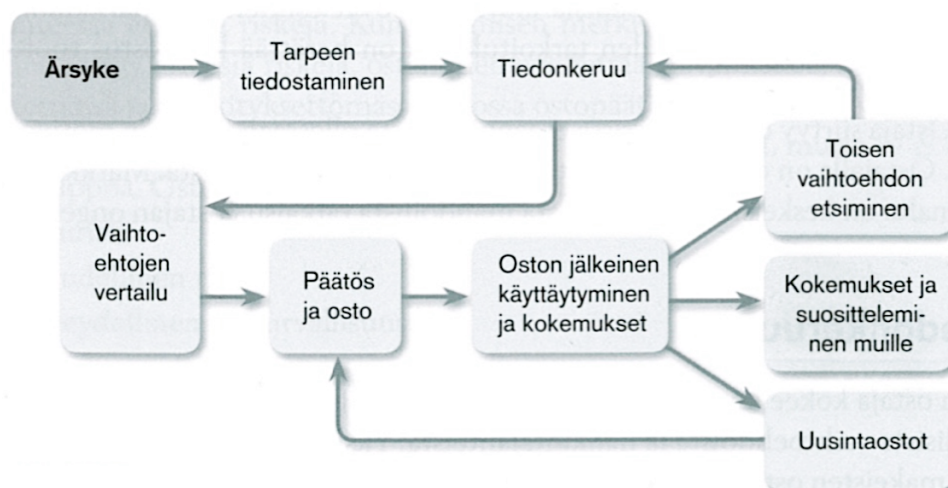 Ärsyke
Tarpeen
tiedostaminen
Tiedonkeruu
Toisen
vaihtoehdon
etsiminen
Vaihto-
ehtojen
vertailu
Päätös
ja osto
Oston jälkeinen
käyttäytyminen
ja kokemukset
Kokemukset ja
suosittelemi-
nen muille
Uusintaostot